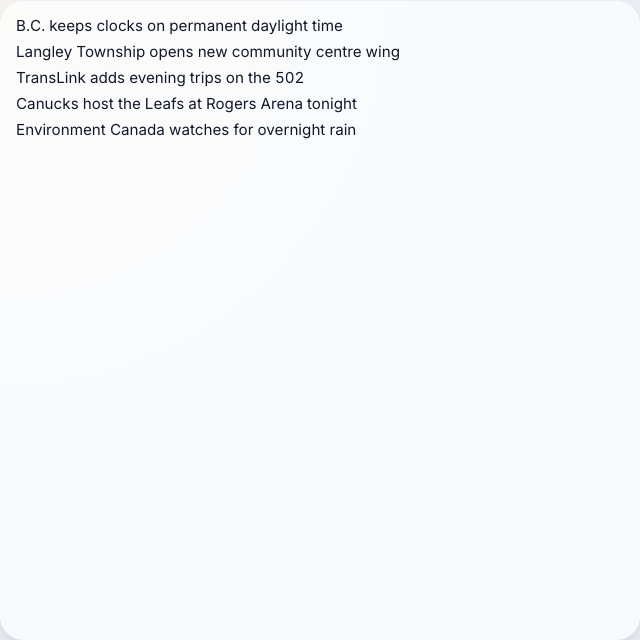 B.C. keeps clocks on permanent daylight time
Langley Township opens new community centre wing
TransLink adds evening trips on the 502
Canucks host the Leafs at Rogers Arena tonight
Environment Canada watches for overnight rain